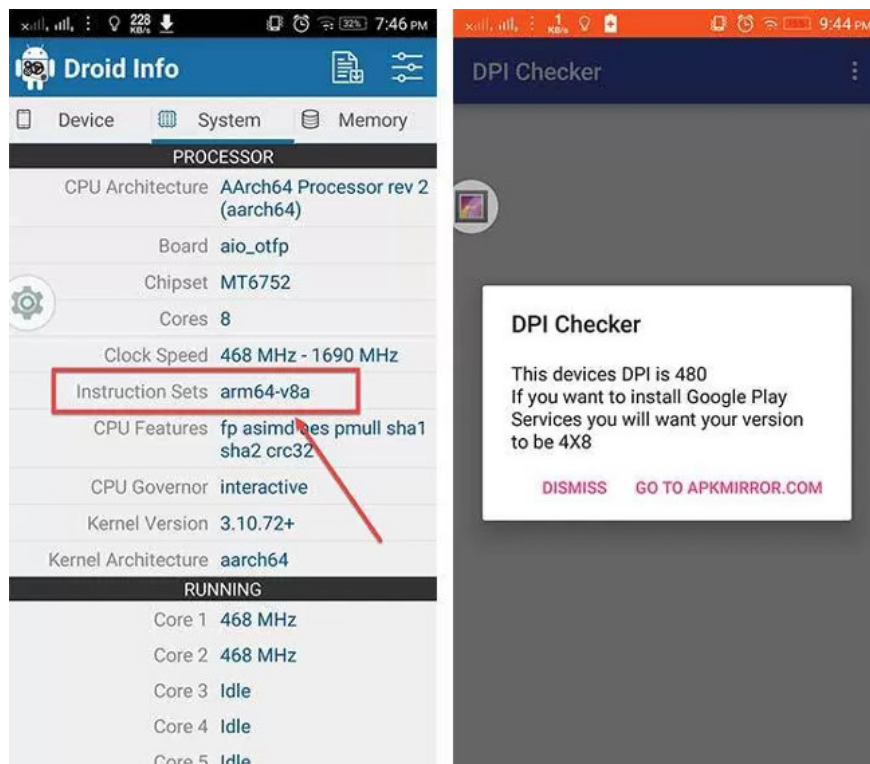 228 KB/s 32% 7:46 PM
Droid Info
Device System Memory
PROCESSOR
CPU Architecture AArch64 Processor rev 2
(aarch64)
Board aio_otfp
Chipset MT6752
Cores 8
Clock Speed 468 MHz - 1690 MHz
Instruction Sets arm64-v8a
CPU Features fp asimd aes pmull sha1
sha2 crc32
CPU Governor interactive
Kernel Version 3.10.72+
Kernel Architecture aarch64
RUNNING
Core 1 468 MHz
Core 2 468 MHz
Core 3 Idle
Core 4 Idle
Core 5 Idle
1 KB/s 9:44 PM
DPI Checker
DPI Checker
This devices DPI is 480
If you want to install Google Play
Services you will want your version
to be 4X8
DISMISS GO TO APKMIRROR.COM